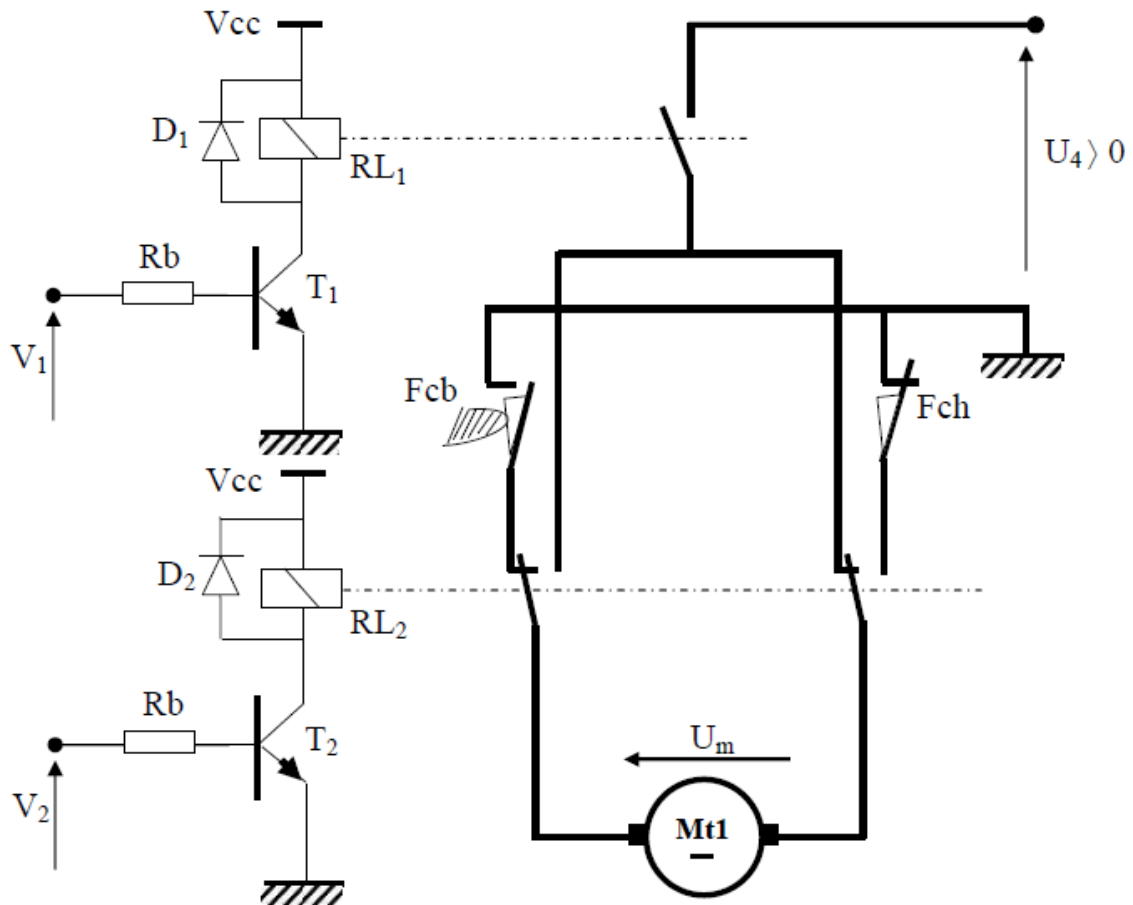 Vcc
D₁
RL₁
U₄ ⟩ 0
Rb
T₁
V₁
Fcb
Fch
Vcc
D₂
RL₂
Rb
T₂
Uₘ
V₂
Mt1